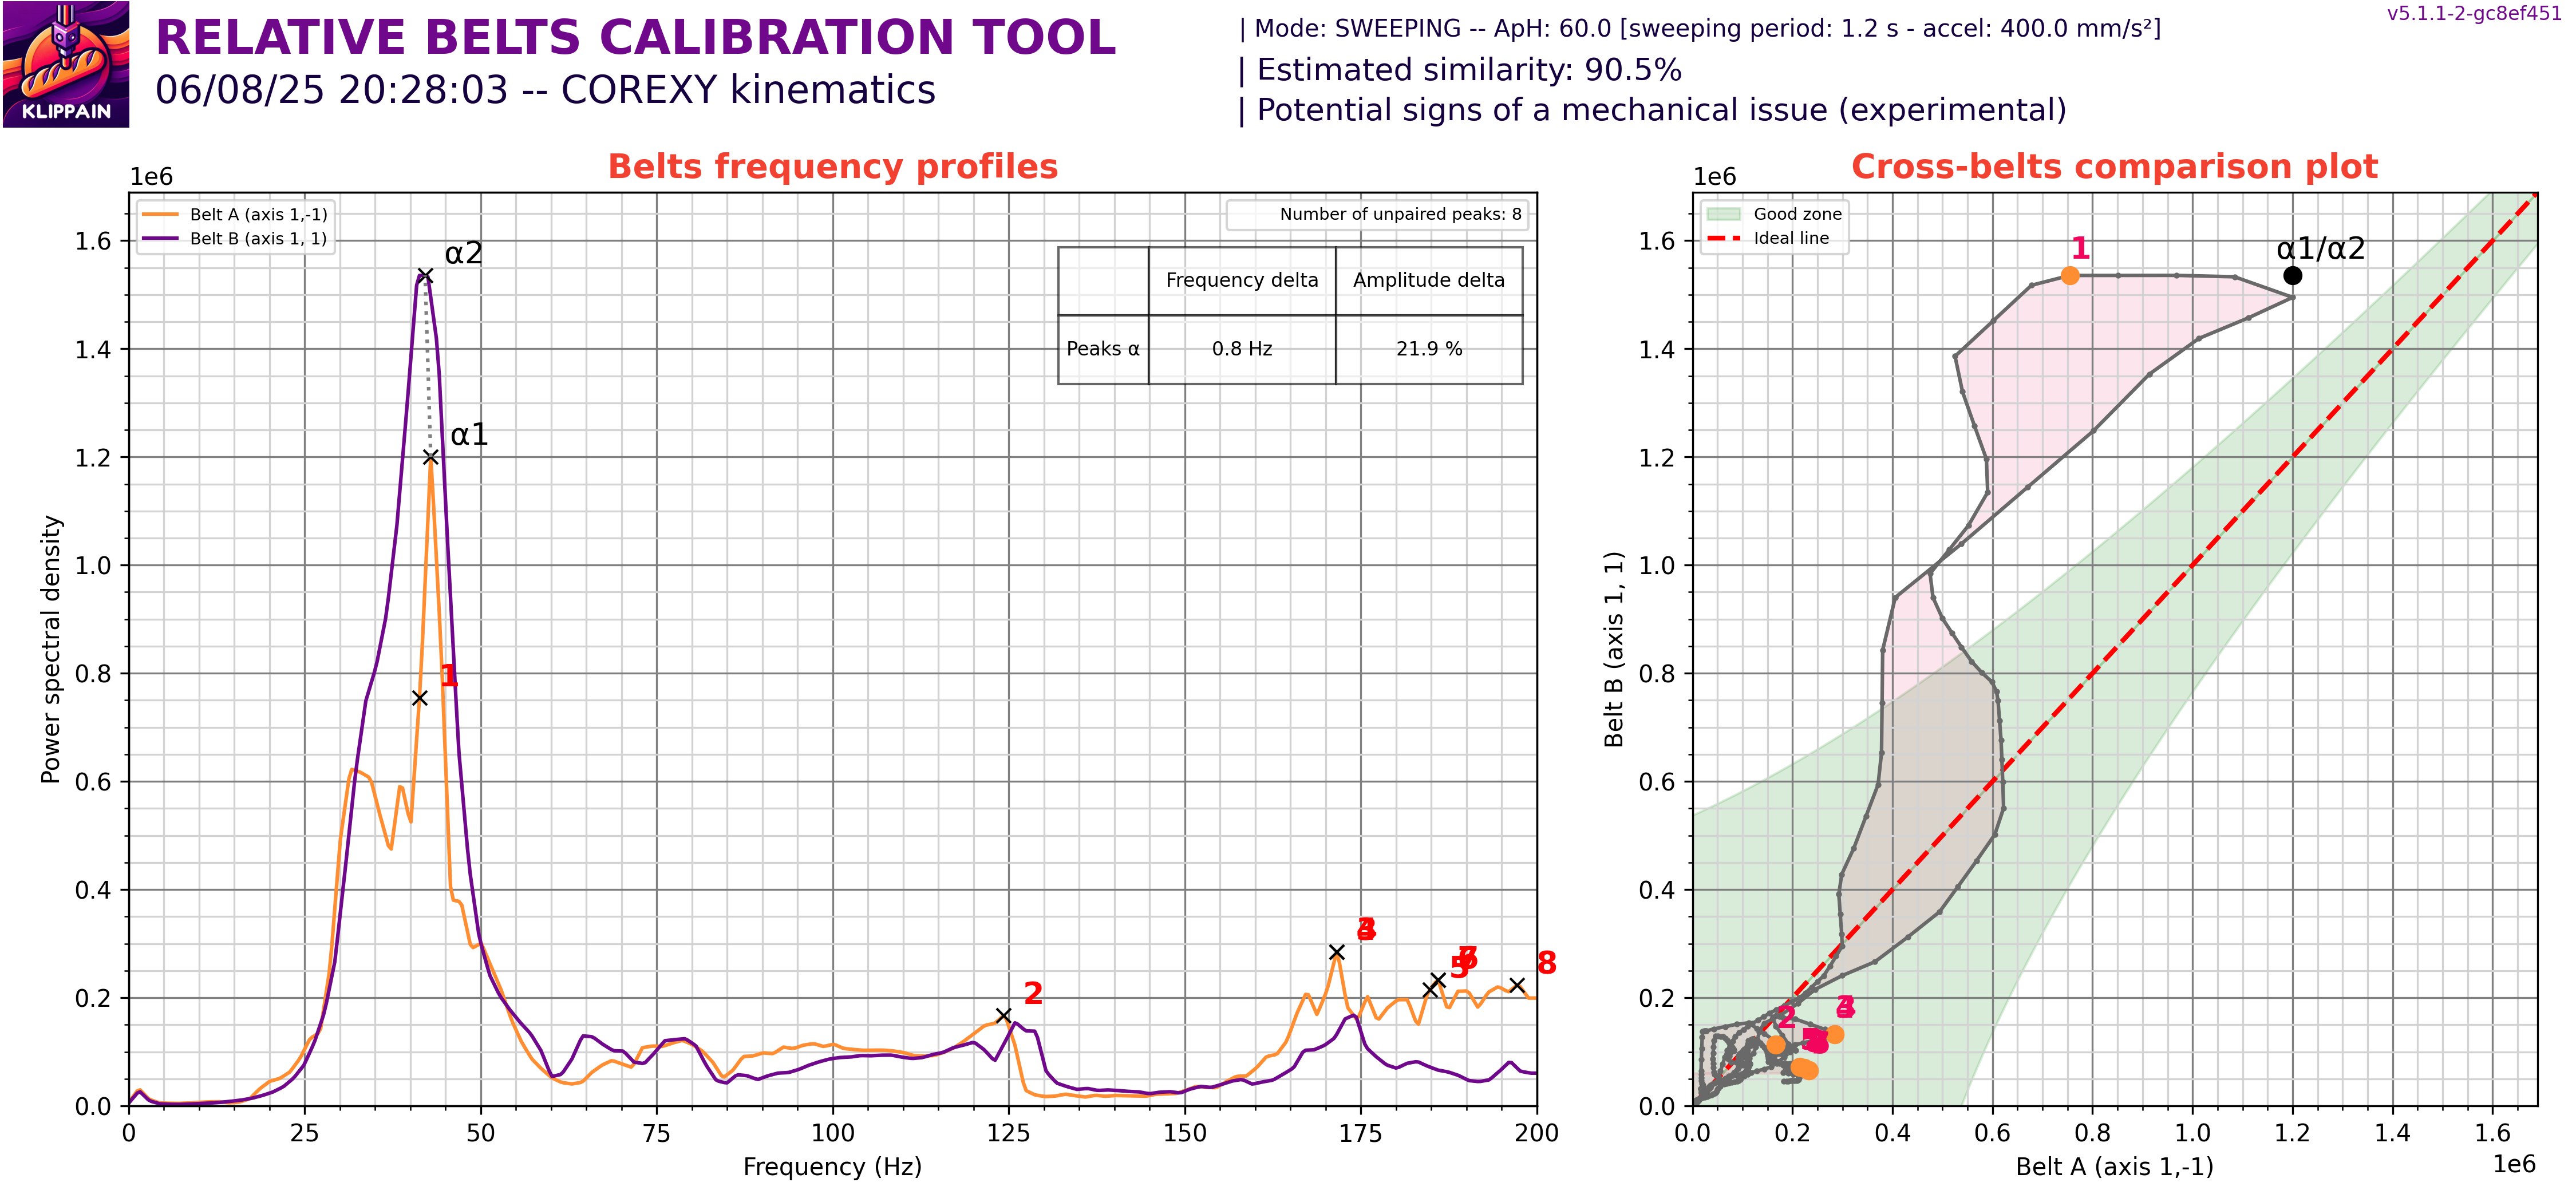 RELATIVE BELTS CALIBRATION TOOL
06/08/25 20:28:03 -- COREXY kinematics
KLIPPAIN
| Mode: SWEEPING -- ApH: 60.0 [sweeping period: 1.2 s - accel: 400.0 mm/s²]
| Estimated similarity: 90.5%
| Potential signs of a mechanical issue (experimental)
v5.1.1-2-gc8ef451
Belts frequency profiles
1e6
Belt A (axis 1,-1)
Belt B (axis 1, 1)
Number of unpaired peaks: 8
Frequency delta Amplitude delta
Peaks α 0.8 Hz 21.9 %
α2
α1
1
2
5
8
Power spectral density
1.6
1.4
1.2
1.0
0.8
0.6
0.4
0.2
0.0
0 25 50 75 100 125 150 175 200
Frequency (Hz)
Cross-belts comparison plot
1e6
Good zone
Ideal line
1
α1/α2
2
Belt B (axis 1, 1)
1.6
1.4
1.2
1.0
0.8
0.6
0.4
0.2
0.0
0.0 0.2 0.4 0.6 0.8 1.0 1.2 1.4 1.6
Belt A (axis 1,-1)
1e6